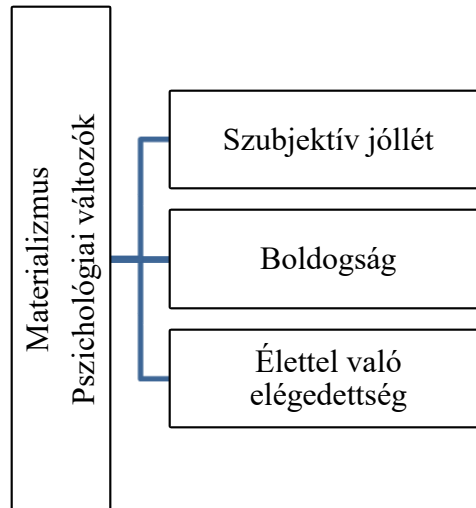 Materializmus
Pszichológiai változók
Szubjektív jóllét
Boldogság
Élettel való
elégedettség